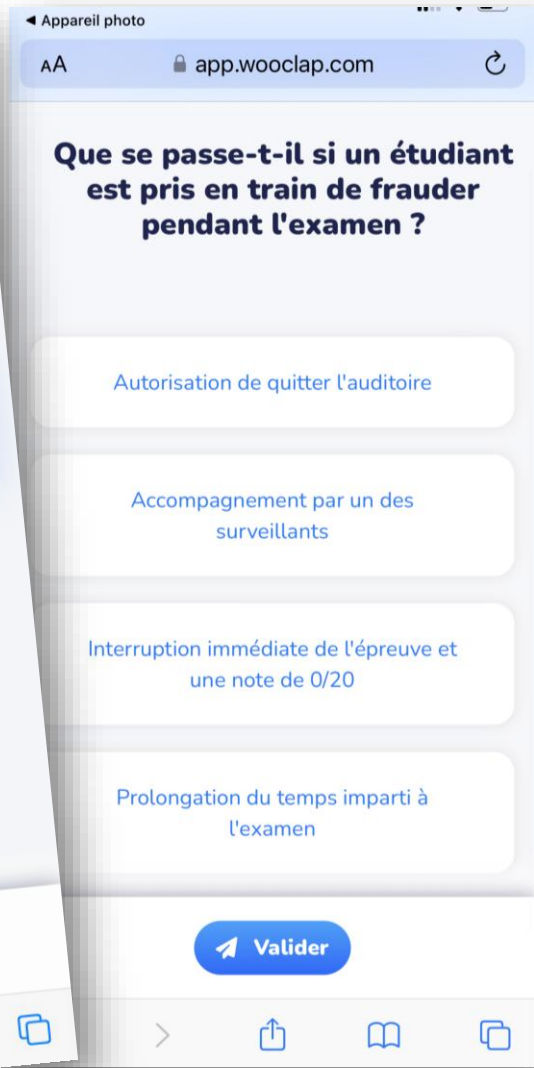 ◀ Appareil photo
AA app.wooclap.com
Que se passe-t-il si un étudiant
est pris en train de frauder
pendant l'examen ?
Autorisation de quitter l'auditoire
Accompagnement par un des
surveillants
Interruption immédiate de l'épreuve et
une note de 0/20
Prolongation du temps imparti à
l'examen
Valider